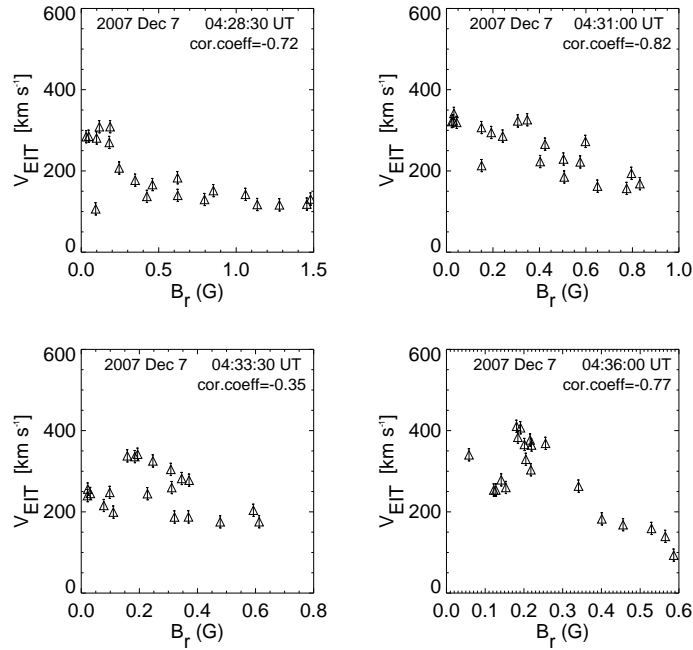 2007 Dec 7 04:28:30 UT
cor.coeff=-0.72
600
400
200
0
V_EIT [km s⁻¹]
0.0 0.5 1.0 1.5
B_r (G)
2007 Dec 7 04:31:00 UT
cor.coeff=-0.82
600
400
200
0
V_EIT [km s⁻¹]
0.0 0.2 0.4 0.6 0.8 1.0
B_r (G)
2007 Dec 7 04:33:30 UT
cor.coeff=-0.35
600
400
200
0
V_EIT [km s⁻¹]
0.0 0.2 0.4 0.6 0.8
B_r (G)
2007 Dec 7 04:36:00 UT
cor.coeff=-0.77
600
400
200
0
V_EIT [km s⁻¹]
0.0 0.1 0.2 0.3 0.4 0.5 0.6
B_r (G)